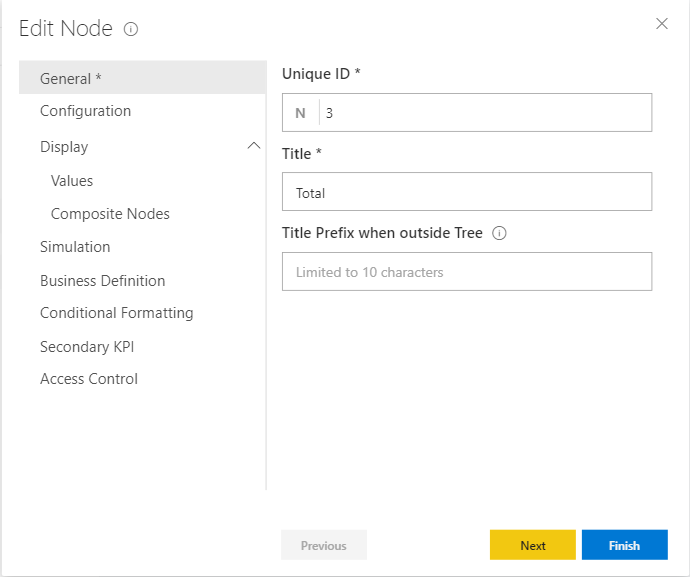 Edit Node
General *
Configuration
Display
Values
Composite Nodes
Simulation
Business Definition
Conditional Formatting
Secondary KPI
Access Control
Unique ID *
N 3
Title *
Total
Title Prefix when outside Tree
Limited to 10 characters
Previous
Next
Finish